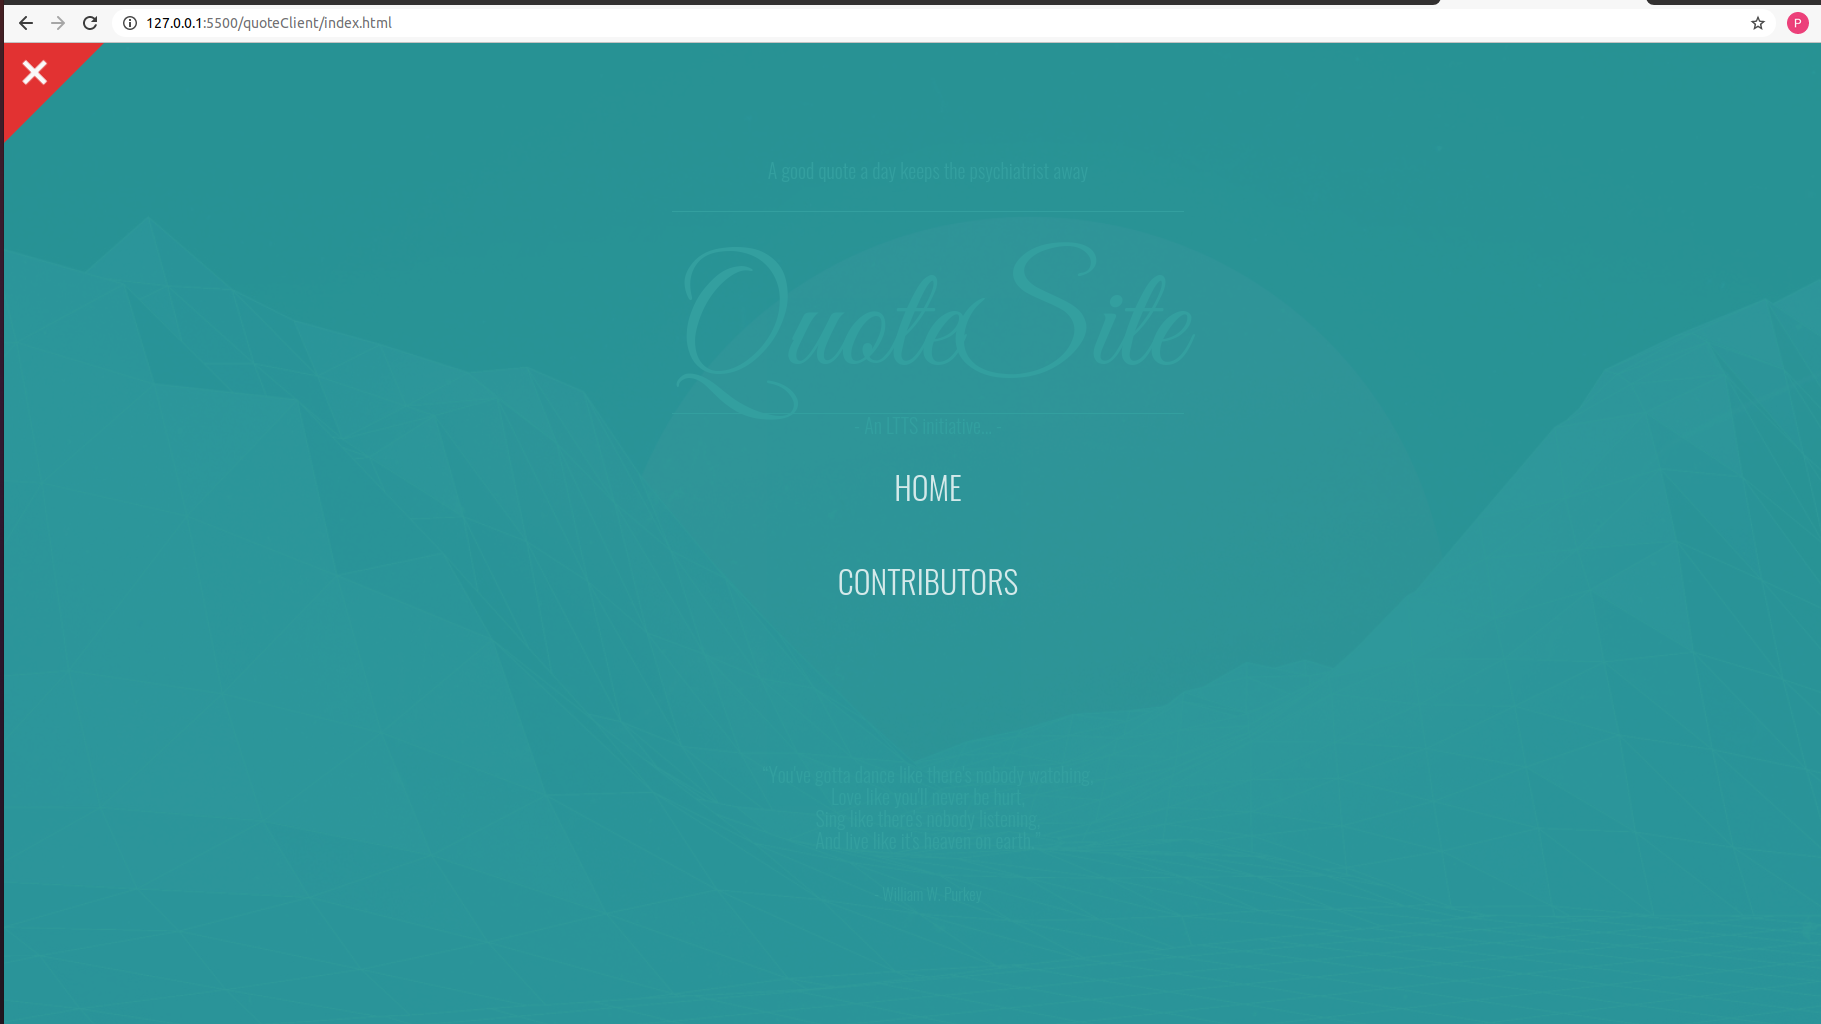 127.0.0.1:5500/quoteClient/index.html
P
A good quote a day keeps the psychiatrist away
QuoteSite
- An LTTS Initiative... -
HOME
CONTRIBUTORS
"You've gotta dance like there's nobody watching,
Love like you'll never be hurt,
Sing like there's nobody listening,
And live like it's heaven on earth."
- William W. Purkey